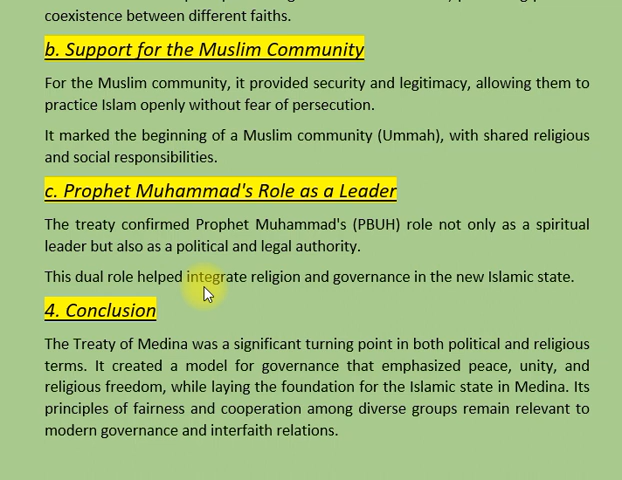 coexistence between different faiths.
b. Support for the Muslim Community
For the Muslim community, it provided security and legitimacy, allowing them to
practice Islam openly without fear of persecution.
It marked the beginning of a Muslim community (Ummah), with shared religious
and social responsibilities.
c. Prophet Muhammad's Role as a Leader
The treaty confirmed Prophet Muhammad's (PBUH) role not only as a spiritual
leader but also as a political and legal authority.
This dual role helped integrate religion and governance in the new Islamic state.
4. Conclusion
The Treaty of Medina was a significant turning point in both political and religious
terms. It created a model for governance that emphasized peace, unity, and
religious freedom, while laying the foundation for the Islamic state in Medina. Its
principles of fairness and cooperation among diverse groups remain relevant to
modern governance and interfaith relations.